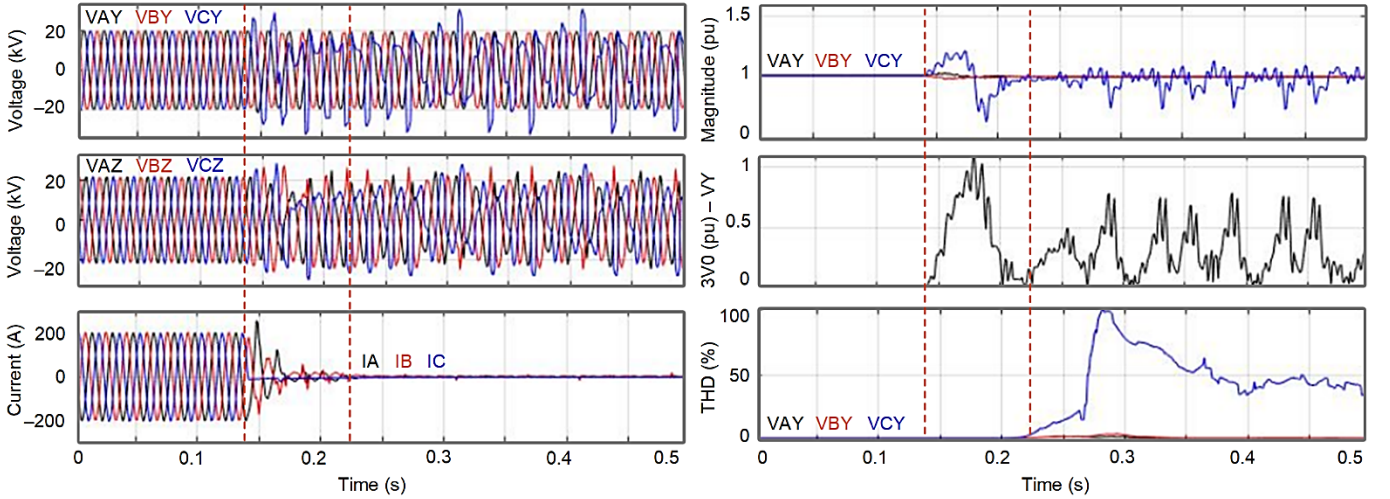 VAY VBY VCY
Voltage (kV)
20
0
–20
VAZ VBZ VCZ
Voltage (kV)
20
0
–20
Current (A)
200
0
–200
IA IB IC
0 0.1 0.2 0.3 0.4 0.5
Time (s)
Magnitude (pu)
1.5
1
0
VAY VBY VCY
3V0 (pu) – VY
1
0.5
0
THD (%)
100
50
0
VAY VBY VCY
0 0.1 0.2 0.3 0.4 0.5
Time (s)